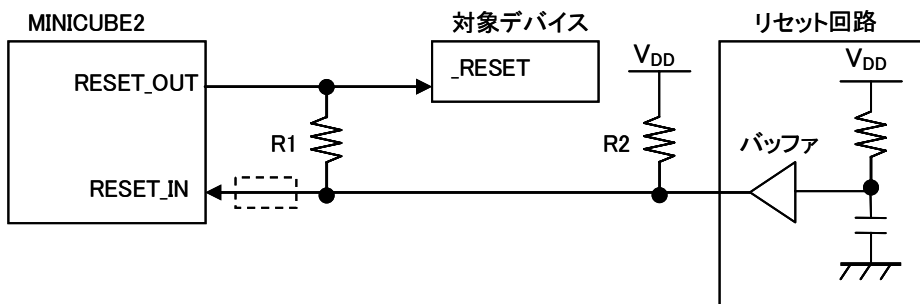 MINICUBE2
対象デバイス
リセット回路
RESET_OUT
_RESET
VDD
VDD
R1
R2
バッファ
RESET_IN